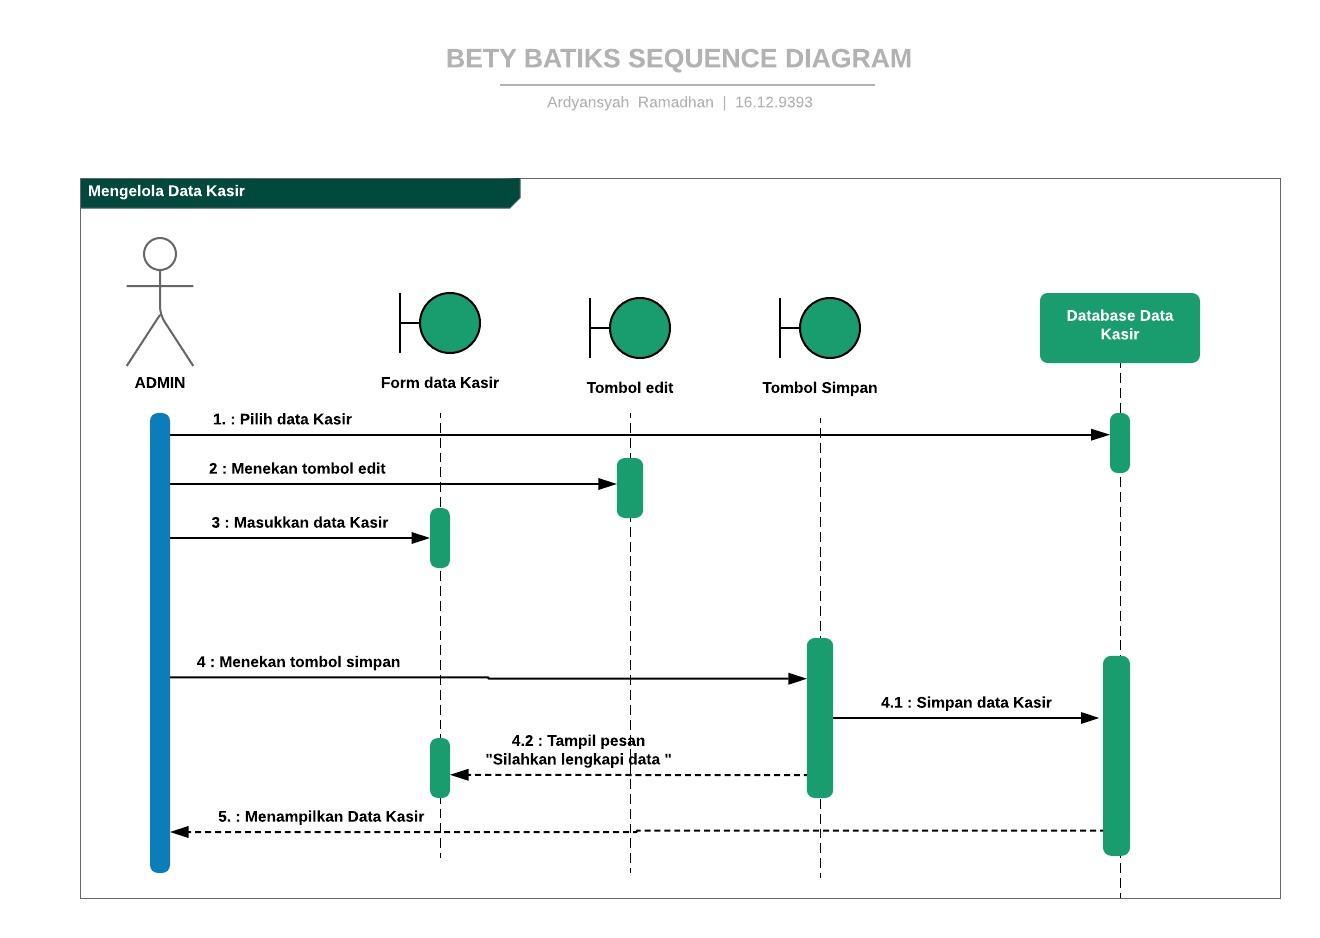 BETY BATIKS SEQUENCE DIAGRAM
Ardyansyah Ramadhan | 16.12.9393
Mengelola Data Kasir
Database Data
Kasir
ADMIN
Form data Kasir
Tombol edit
Tombol Simpan
1. : Pilih data Kasir
2 : Menekan tombol edit
3 : Masukkan data Kasir
4 : Menekan tombol simpan
4.1 : Simpan data Kasir
4.2 : Tampil pesan
"Silahkan lengkapi data "
5. : Menampilkan Data Kasir